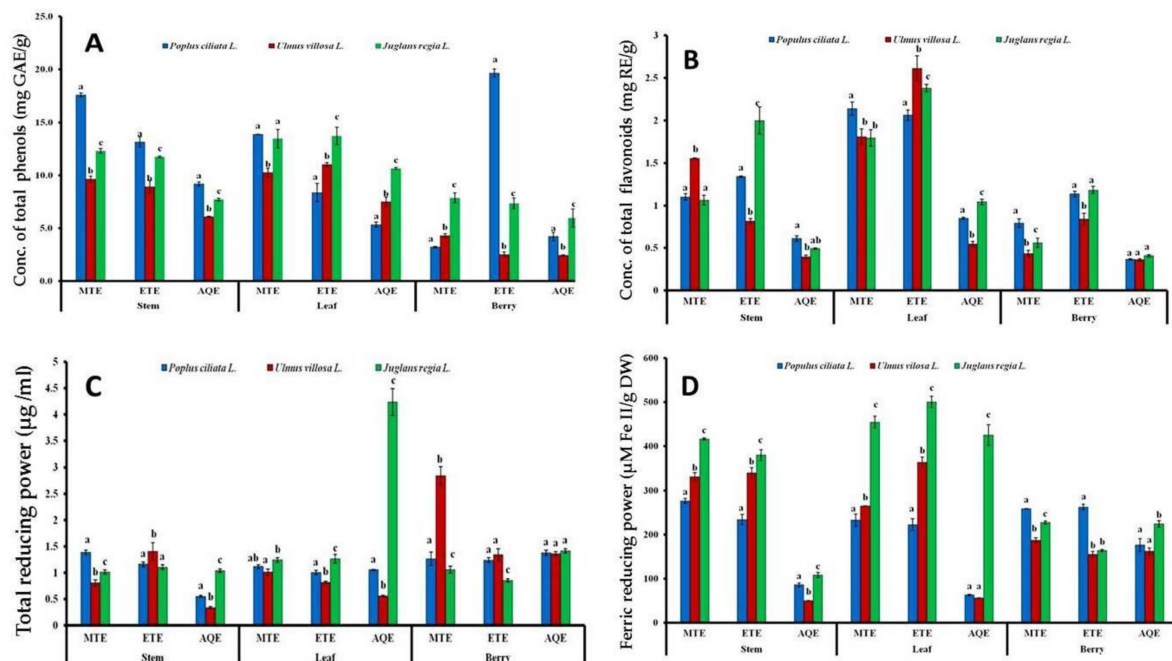 Conc. of total phenols (mg GAE/g)
A
Poplus ciliata L. Ulmus villosa L. Juglans regia L.
25.0
20.0
15.0
10.0
5.0
0.0
a b c a b c a b c a b a a b c a b c a b c a b c a b c
MTE ETE AQE MTE ETE AQE MTE ETE AQE
Stem Leaf Berry
Conc. of total flavonoids (mg RE/g)
B
Populus ciliata L. Ulmus villosa L. Juglans regia L.
3
2.5
2
1.5
1
0.5
0
a b a a b c a b ab a b b a b c a b c a b c a b c a a a
MTE ETE AQE MTE ETE AQE MTE ETE AQE
Stem Leaf Berry
Total reducing power (µg /ml)
C
Poplus ciliata L. Ulmus villosa L. Juglans regia L.
5
4.5
4
3.5
3
2.5
2
1.5
1
0.5
0
a b c a b a a b c ab a a a b c a b c a b c a a b a a a
MTE ETE AQE MTE ETE AQE MTE ETE AQE
Stem Leaf Berry
Ferric reducing power (µM Fe II/g DW)
D
Populus ciliata L. Ulmus villosa L. Juglans regia L.
600
500
400
300
200
100
0
a b c a b c a b c a b c a b c a a c a b c a b b a a b
MTE ETE AQE MTE ETE AQE MTE ETE AQE
Stem Leaf Berry